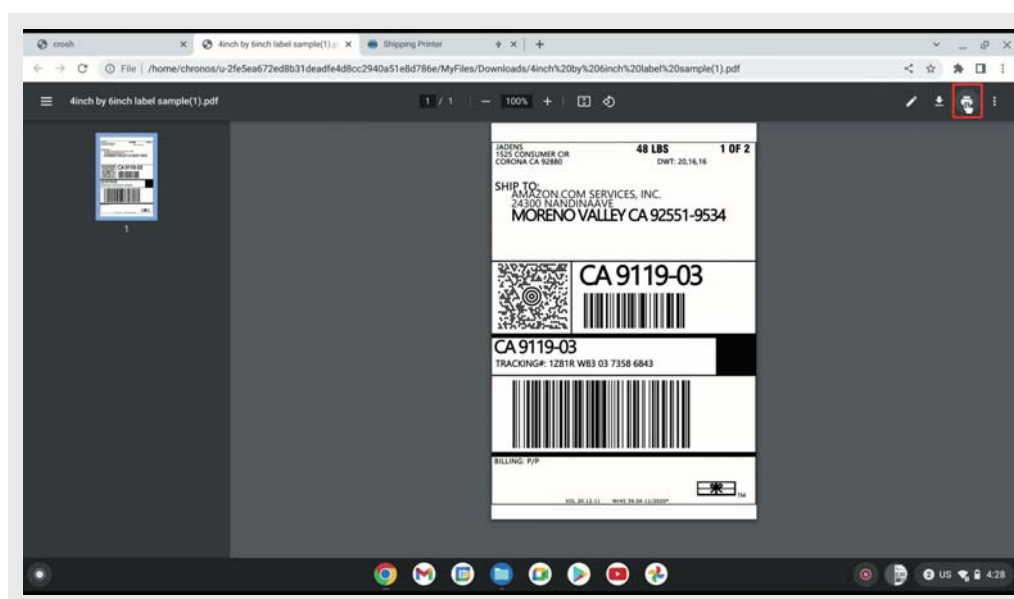 crosh
4inch by 6inch label sample(1).p
Shipping Printer
File | /home/chronos/u-2fe5ea672ed8b31deadfe4d8cc2940a51e8d786e/MyFiles/Downloads/4inch%20by%206inch%20label%20sample(1).pdf
4inch by 6inch label sample(1).pdf
1 / 1
100%
JADENS
1525 CONSUMER CIR
CORONA CA 92880
48 LBS
1 OF 2
DWT: 20,16,16
SHIP TO:
AMAZON.COM SERVICES, INC.
24300 NANDINAAVE
MORENO VALLEY CA 92551-9534
CA 9119-03
CA 9119-03
TRACKING#: 1Z81R WB3 03 7358 6843
BILLING: P/P
TM
1
US
4:28